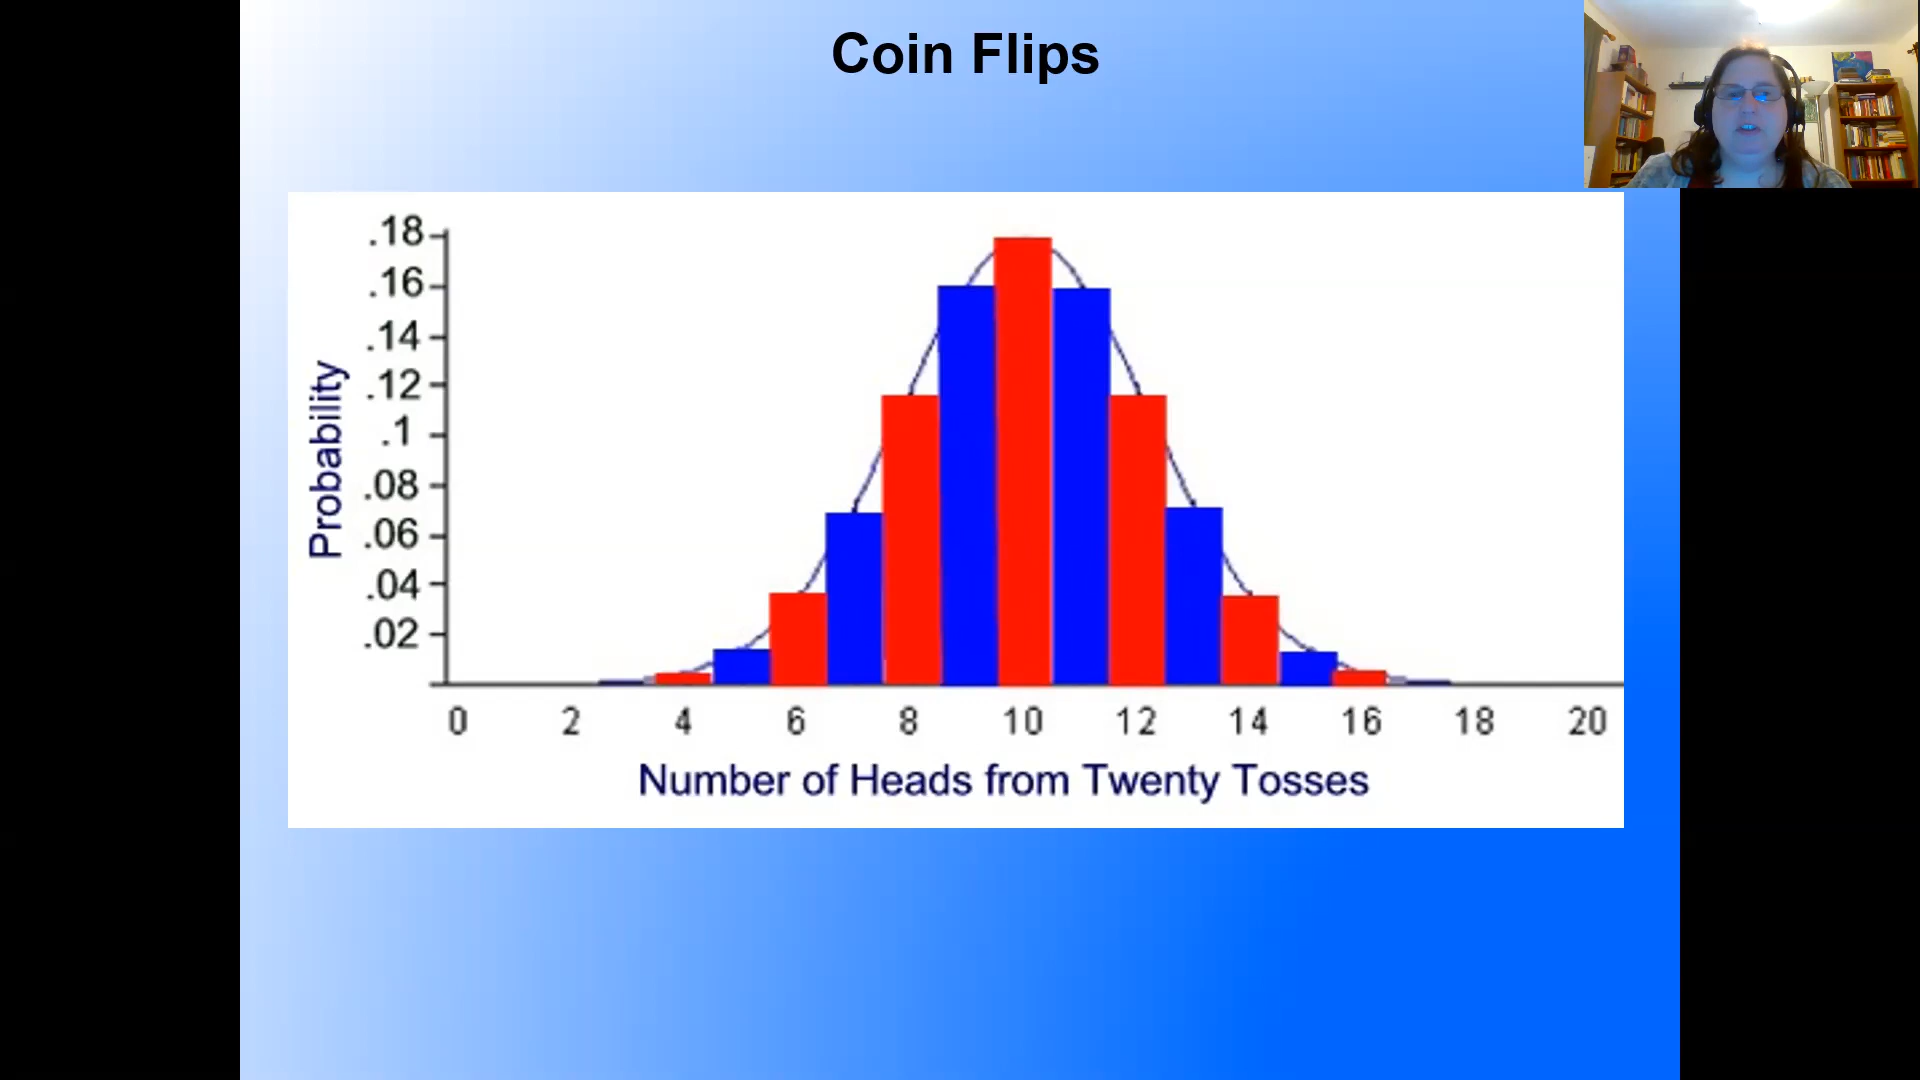 Coin Flips
.18
.16
.14
.12
.1
.08
.06
.04
.02
Probability
0 2 4 6 8 10 12 14 16 18 20
Number of Heads from Twenty Tosses